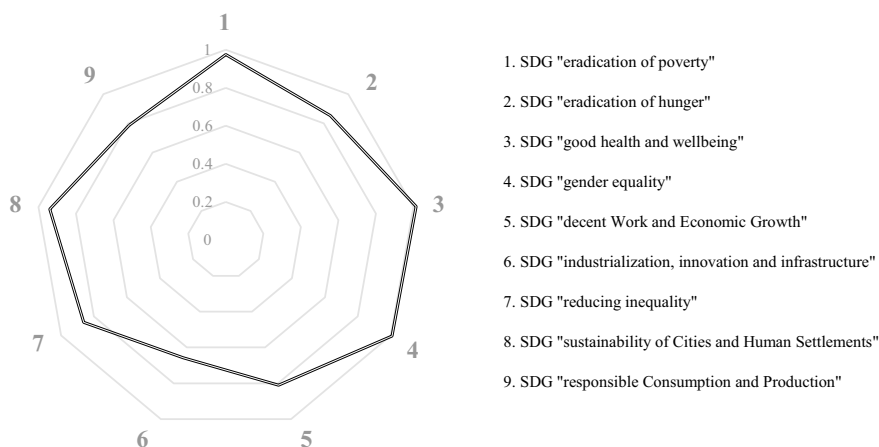 1
2
3
4
5
6
7
8
9
1
0.8
0.6
0.4
0.2
0
1. SDG "eradication of poverty"
2. SDG "eradication of hunger"
3. SDG "good health and wellbeing"
4. SDG "gender equality"
5. SDG "decent Work and Economic Growth"
6. SDG "industrialization, innovation and infrastructure"
7. SDG "reducing inequality"
8. SDG "sustainability of Cities and Human Settlements"
9. SDG "responsible Consumption and Production"